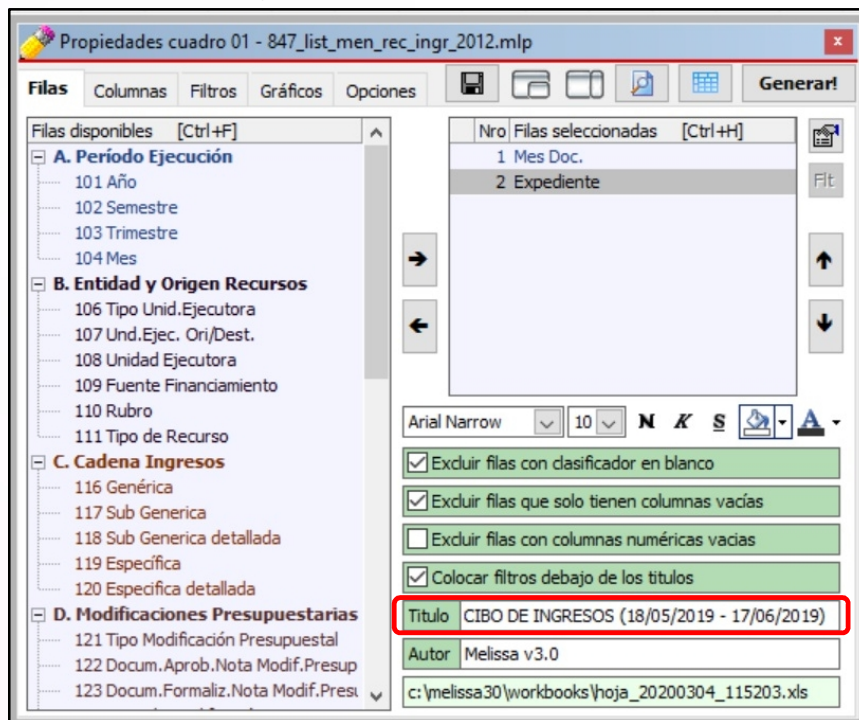 Propiedades cuadro 01 - 847_list_men_rec_ingr_2012.mlp
x
Filas Columnas Filtros Gráficos Opciones Generar!
Filas disponibles [Ctrl+F]
A. Período Ejecución
101 Año
102 Semestre
103 Trimestre
104 Mes
B. Entidad y Origen Recursos
106 Tipo Unid.Ejecutora
107 Und.Ejec. Ori/Dest.
108 Unidad Ejecutora
109 Fuente Financiamiento
110 Rubro
111 Tipo de Recurso
C. Cadena Ingresos
116 Genérica
117 Sub Generica
118 Sub Generica detallada
119 Específica
120 Especifica detallada
D. Modificaciones Presupuestarias
121 Tipo Modificación Presupuestal
122 Docum.Aprob.Nota Modif.Presup
123 Docum.Formaliz.Nota Modif.Presu
Nro Filas seleccionadas [Ctrl+H]
1 Mes Doc.
2 Expediente
Flt
Arial Narrow 10 N K S A
Excluir filas con clasificador en blanco
Excluir filas que solo tienen columnas vacías
Excluir filas con columnas numéricas vacias
Colocar filtros debajo de los titulos
Titulo CIBO DE INGRESOS (18/05/2019 - 17/06/2019)
Autor Melissa v3.0
c:\melissa30\workbooks\hoja_20200304_115203.xls